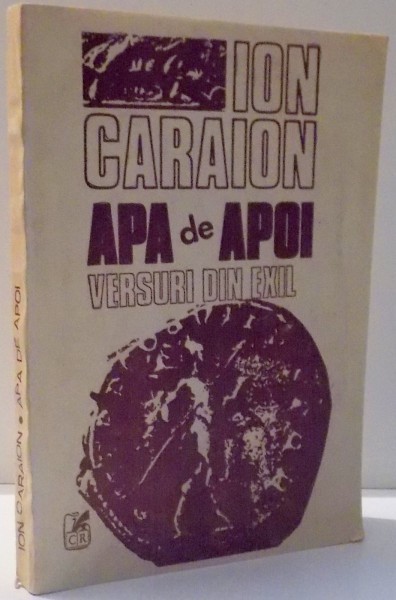 ION
CARAION
APA de APOI
VERSURI DIN EXIL
CR
ION CARAION • APA DE APOI